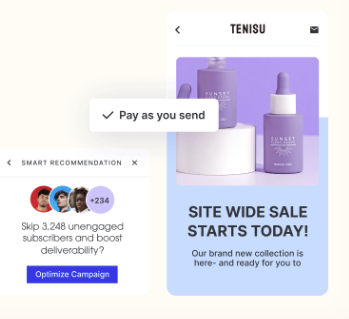 TENISU
SUNSET
Pay as you send
SMART RECOMMENDATION
+234
Skip 3,248 unengaged
subscribers and boost
deliverability?
Optimize Campaign
SITE WIDE SALE
STARTS TODAY!
Our brand new collection is
here- and ready for you to